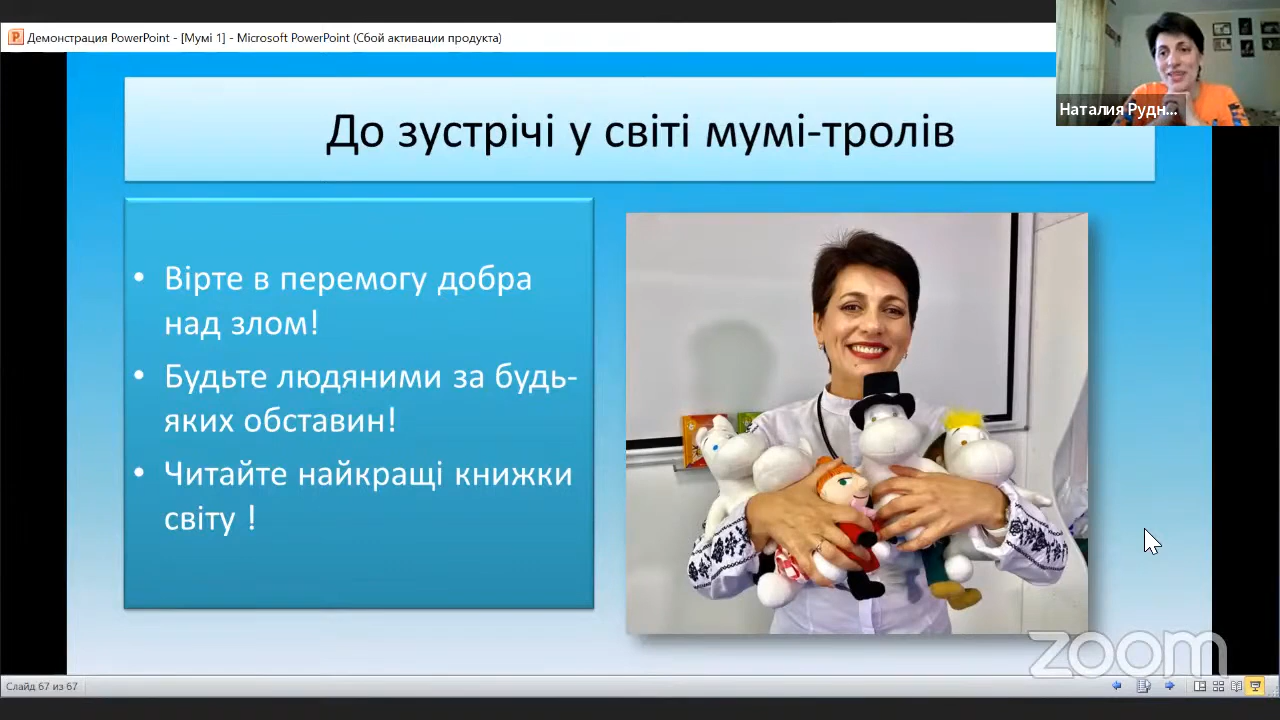 Демонстрация PowerPoint - [Мумі 1] - Microsoft PowerPoint (Сбой активации продукта)
Наталия Рудн...
До зустрічі у світі мумі-тролів
• Вірте в перемогу добра
над злом!
• Будьте людяними за будь-
яких обставин!
• Читайте найкращі книжки
світу !
zoom
Слайд 67 из 67